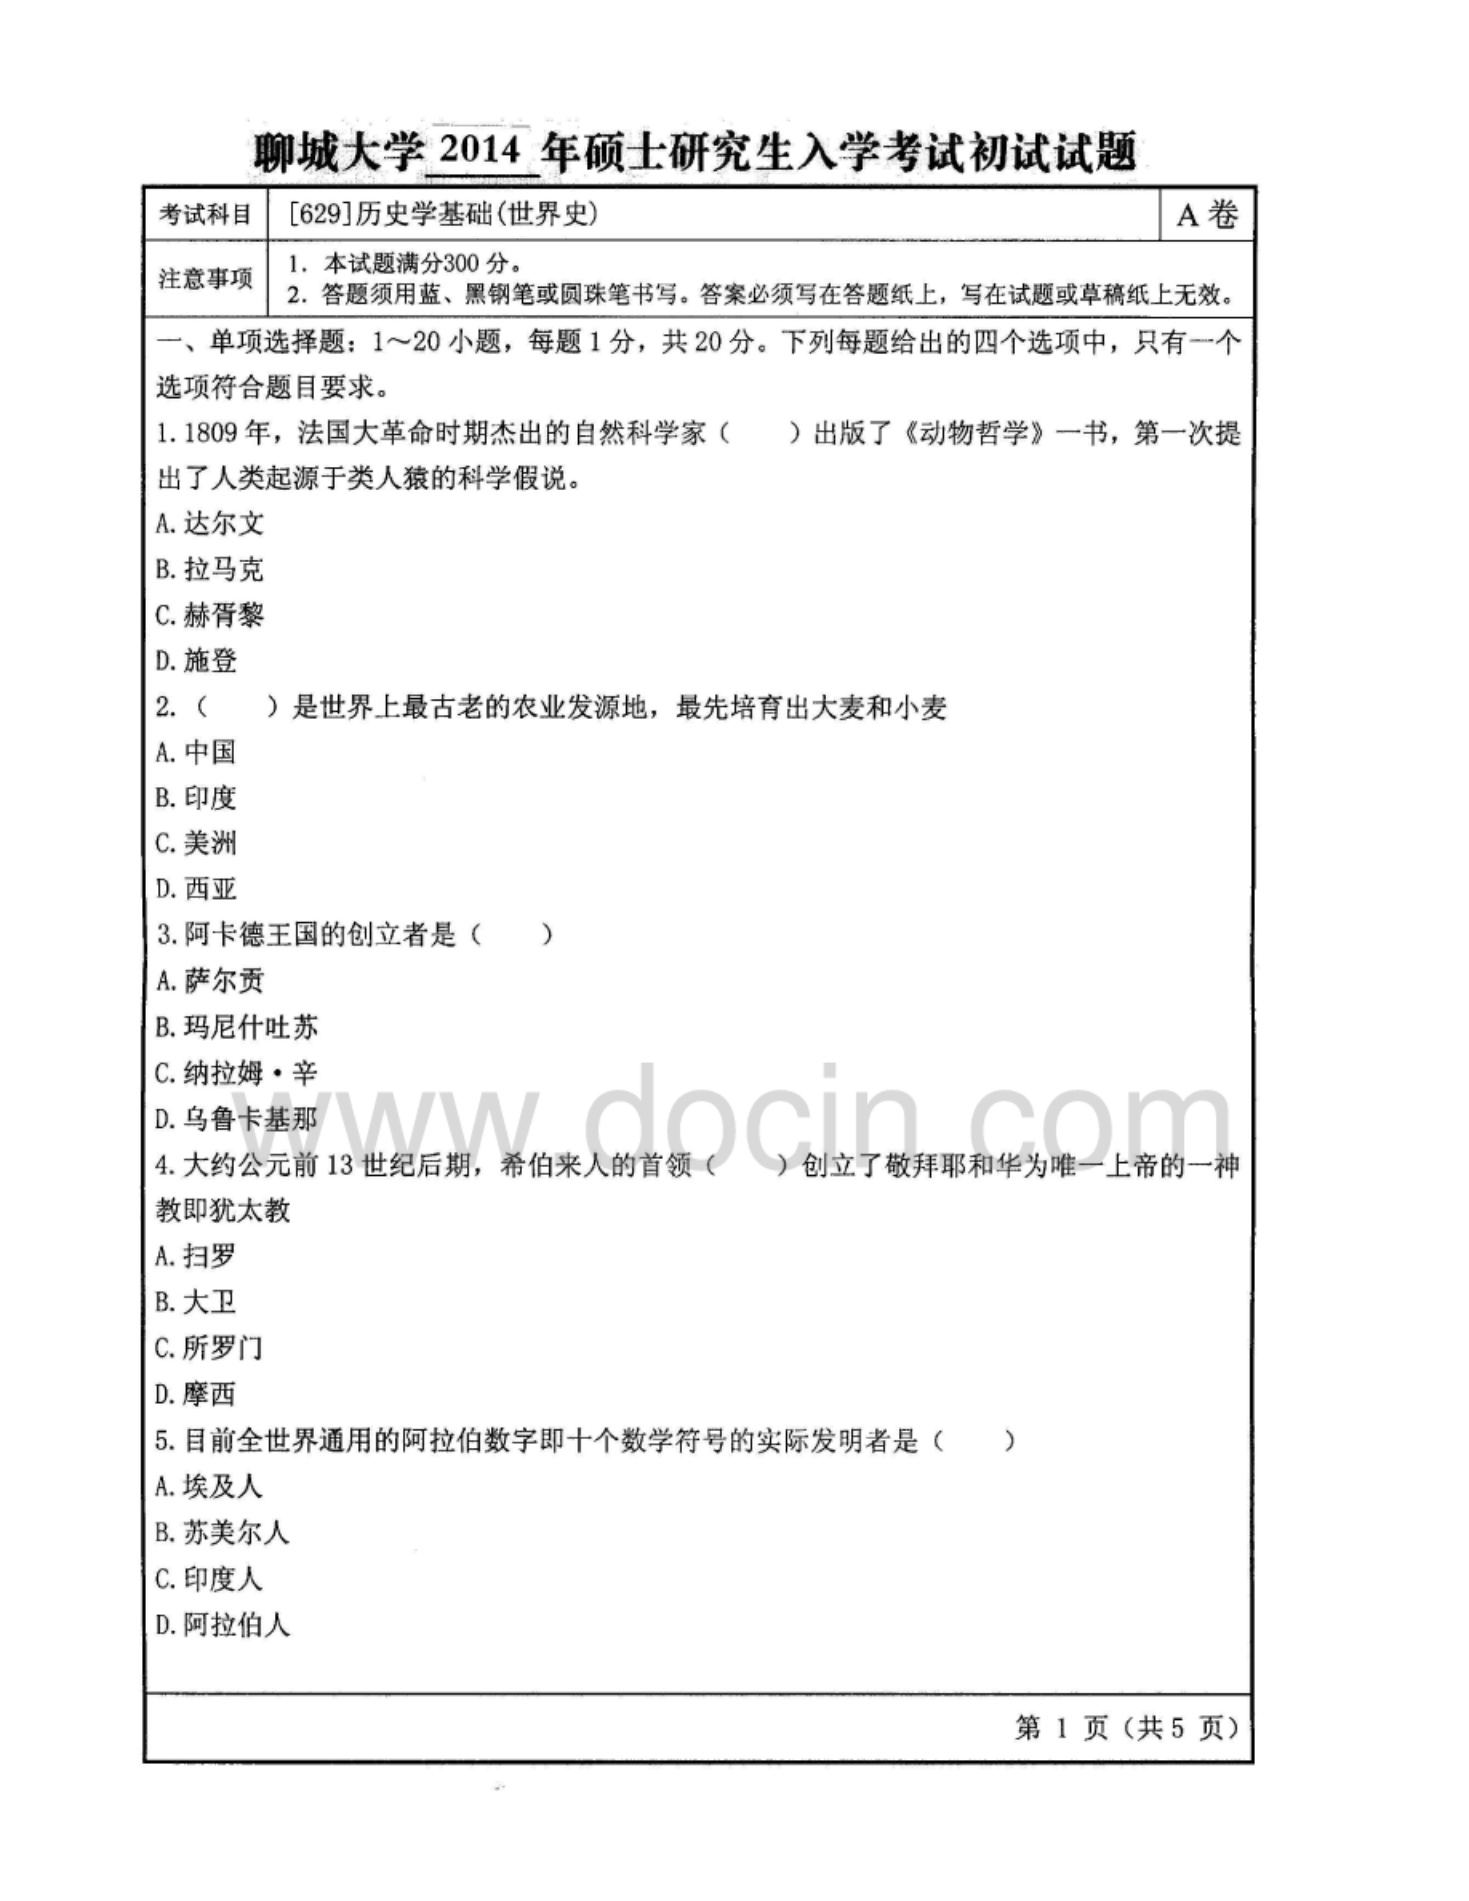 聊城大学 2014 年硕士研究生入学考试初试试题
考试科目 [629]历史学基础(世界史) A 卷
注意事项
1. 本试题满分300 分。
2. 答题须用蓝、黑钢笔或圆珠笔书写。答案必须写在答题纸上，写在试题或草稿纸上无效。
一、单项选择题：1～20 小题，每题 1 分，共 20 分。下列每题给出的四个选项中，只有一个
选项符合题目要求。
1.1809 年，法国大革命时期杰出的自然科学家（　　）出版了《动物哲学》一书，第一次提
出了人类起源于类人猿的科学假说。
A.达尔文
B.拉马克
C.赫胥黎
D.施登
2.（　　）是世界上最古老的农业发源地，最先培育出大麦和小麦
A.中国
B.印度
C.美洲
D.西亚
3.阿卡德王国的创立者是（　　）
A.萨尔贡
B.玛尼什吐苏
C.纳拉姆·辛
D.乌鲁卡基那
www.docin.com
4.大约公元前 13 世纪后期，希伯来人的首领（　　）创立了敬拜耶和华为唯一上帝的一神
教即犹太教
A.扫罗
B.大卫
C.所罗门
D.摩西
5.目前全世界通用的阿拉伯数字即十个数学符号的实际发明者是（　　）
A.埃及人
B.苏美尔人
C.印度人
D.阿拉伯人
第 1 页（共 5 页）